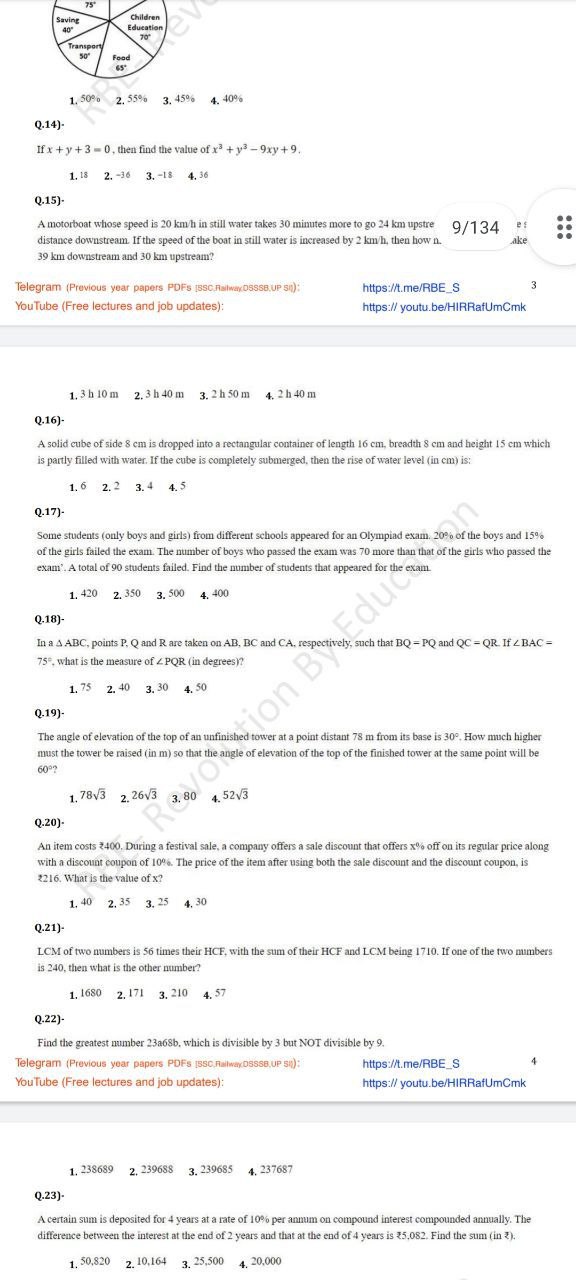 75°
Saving
40°
Children
Education
70°
Transport
50°
Food
65°
1. 50% 2. 55% 3. 45% 4. 40%
Q.14)-
If x + y + 3 = 0, then find the value of x³ + y³ − 9xy + 9.
1. 18 2. -36 3. -18 4. 36
Q.15)-
A motorboat whose speed is 20 km/h in still water takes 30 minutes more to go 24 km upstre
9/134
distance downstream. If the speed of the boat in still water is increased by 2 km/h, then how
39 km downstream and 30 km upstream?
Telegram (Previous year papers PDFs [SSC,Railway,DSSSB,UP SI]): https://t.me/RBE_S 3
YouTube (Free lectures and job updates): https:// youtu.be/HIRRafUmCmk
1. 3 h 10 m 2. 3 h 40 m 3. 2 h 50 m 4. 2 h 40 m
Q.16)-
A solid cube of side 8 cm is dropped into a rectangular container of length 16 cm, breadth 8 cm and height 15 cm which
is partly filled with water. If the cube is completely submerged, then the rise of water level (in cm) is:
1. 6 2. 2 3. 4 4. 5
Q.17)-
Some students (only boys and girls) from different schools appeared for an Olympiad exam. 20% of the boys and 15%
of the girls failed the exam. The number of boys who passed the exam was 70 more than that of the girls who passed the
exam'. A total of 90 students failed. Find the number of students that appeared for the exam.
1. 420 2. 350 3. 500 4. 400
Q.18)-
In a Δ ABC, points P, Q and R are taken on AB, BC and CA, respectively, such that BQ = PQ and QC = QR. If ∠ BAC =
75°, what is the measure of ∠ PQR (in degrees)?
1. 75 2. 40 3. 30 4. 50
Q.19)-
The angle of elevation of the top of an unfinished tower at a point distant 78 m from its base is 30°. How much higher
must the tower be raised (in m) so that the angle of elevation of the top of the finished tower at the same point will be
60°?
1. 78√3 2. 26√3 3. 80 4. 52√3
Q.20)-
An item costs ₹400. During a festival sale, a company offers a sale discount that offers x% off on its regular price along
with a discount coupon of 10%. The price of the item after using both the sale discount and the discount coupon, is
₹216. What is the value of x?
1. 40 2. 35 3. 25 4. 30
Q.21)-
LCM of two numbers is 56 times their HCF, with the sum of their HCF and LCM being 1710. If one of the two numbers
is 240, then what is the other number?
1. 1680 2. 171 3. 210 4. 57
Q.22)-
Find the greatest number 23a68b, which is divisible by 3 but NOT divisible by 9.
Telegram (Previous year papers PDFs [SSC,Railway,DSSSB,UP SI]): https://t.me/RBE_S 4
YouTube (Free lectures and job updates): https:// youtu.be/HIRRafUmCmk
RBE- Revolution By Education
1. 238689 2. 239688 3. 239685 4. 237687
Q.23)-
A certain sum is deposited for 4 years at a rate of 10% per annum on compound interest compounded annually. The
difference between the interest at the end of 2 years and that at the end of 4 years is ₹5,082. Find the sum (in ₹).
1. 50,820 2. 10,164 3. 25,500 4. 20,000